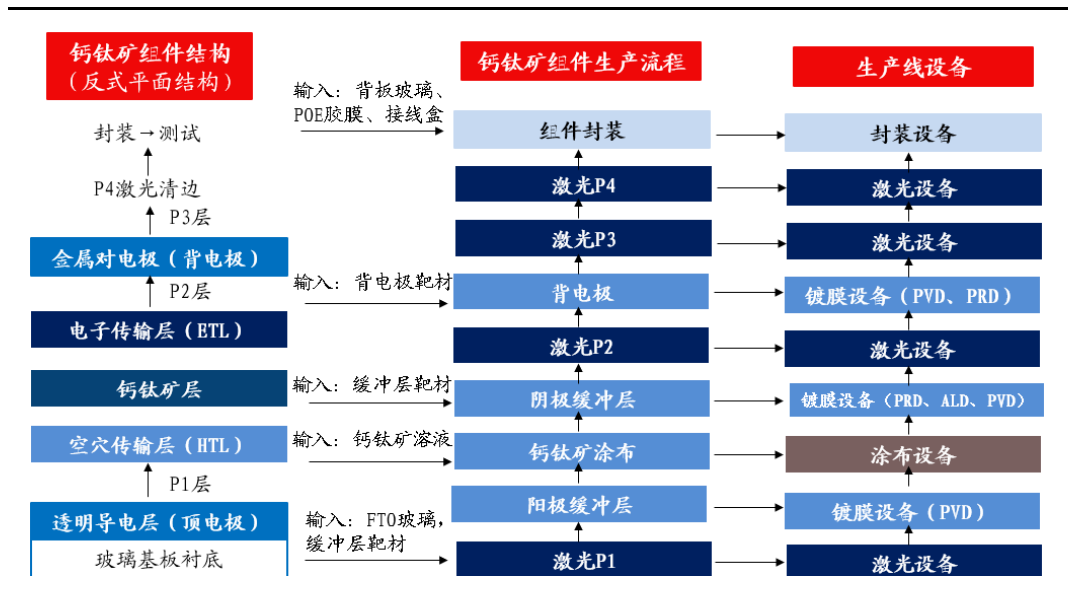 钙钛矿组件结构
（反式平面结构）
封装→测试
P4激光清边
P3层
金属对电极（背电极）
P2层
电子传输层（ETL）
钙钛矿层
空穴传输层（HTL）
P1层
透明导电层（顶电极）
玻璃基板衬底
输入：背板玻璃、
POE胶膜、接线盒
输入：背电极靶材
输入：缓冲层靶材
输入：钙钛矿溶液
输入：FTO玻璃，
缓冲层靶材
钙钛矿组件生产流程
组件封装
激光P4
激光P3
背电极
激光P2
阴极缓冲层
钙钛矿涂布
阳极缓冲层
激光P1
生产线设备
封装设备
激光设备
激光设备
镀膜设备（PVD、PRD）
激光设备
镀膜设备（PRD、ALD、PVD）
涂布设备
镀膜设备（PVD）
激光设备